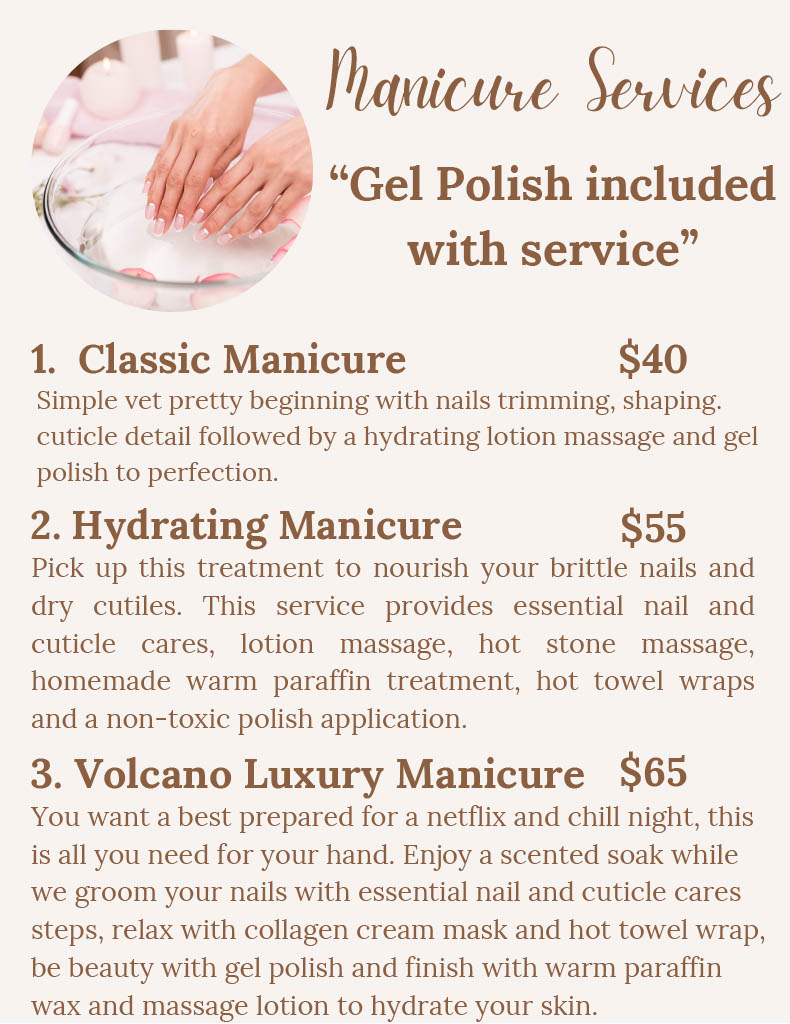 Manicure Services
“Gel Polish included
with service”
1. Classic Manicure $40
Simple vet pretty beginning with nails trimming, shaping.
cuticle detail followed by a hydrating lotion massage and gel
polish to perfection.
2. Hydrating Manicure $55
Pick up this treatment to nourish your brittle nails and
dry cutiles. This service provides essential nail and
cuticle cares, lotion massage, hot stone massage,
homemade warm paraffin treatment, hot towel wraps
and a non-toxic polish application.
3. Volcano Luxury Manicure $65
You want a best prepared for a netflix and chill night, this
is all you need for your hand. Enjoy a scented soak while
we groom your nails with essential nail and cuticle cares
steps, relax with collagen cream mask and hot towel wrap,
be beauty with gel polish and finish with warm paraffin
wax and massage lotion to hydrate your skin.